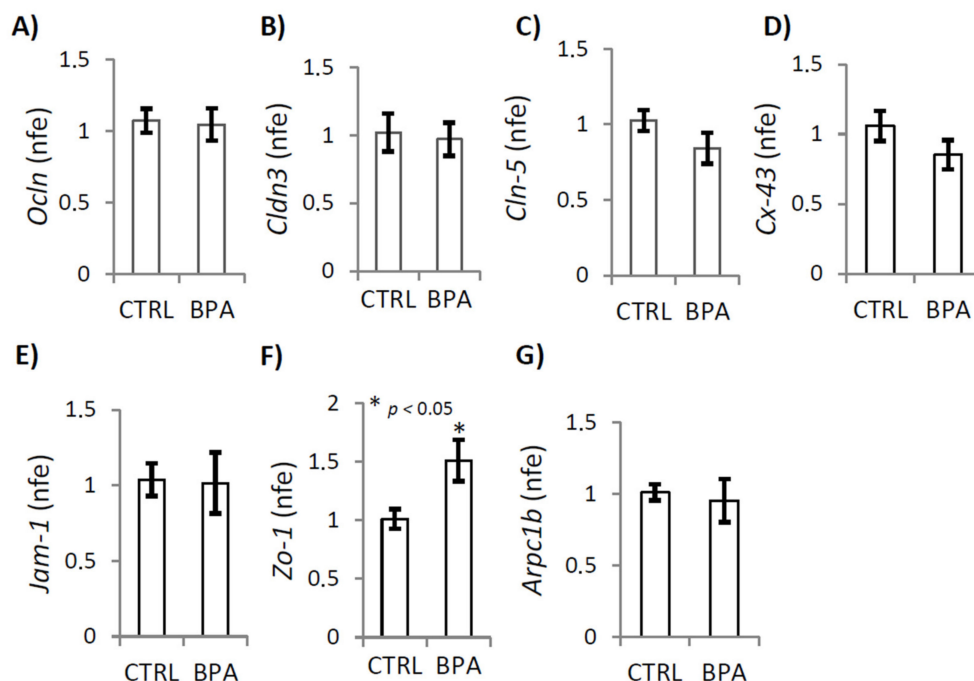 A)
Ocln (nfe)
1.5
1
0.5
0
CTRL BPA
B)
Cldn3 (nfe)
1.5
1
0.5
0
CTRL BPA
C)
Cln-5 (nfe)
1.5
1
0.5
0
CTRL BPA
D)
Cx-43 (nfe)
1.5
1
0.5
0
CTRL BPA
E)
Jam-1 (nfe)
1.5
1
0.5
0
CTRL BPA
F)
Zo-1 (nfe)
2
1.5
1
0.5
0
* p < 0.05
*
CTRL BPA
G)
Arpc1b (nfe)
1.5
1
0.5
0
CTRL BPA